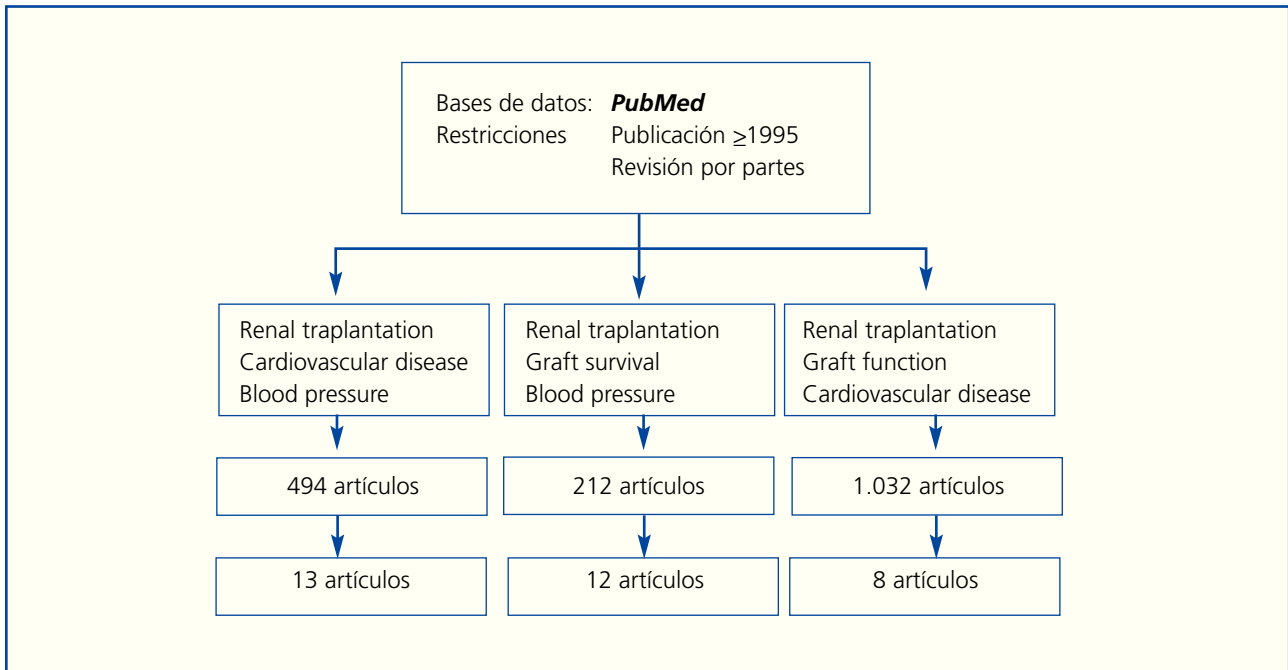 Bases de datos: PubMed
Restricciones Publicación ≥1995
Revisión por partes
Renal traplantation
Cardiovascular disease
Blood pressure
Renal traplantation
Graft survival
Blood pressure
Renal traplantation
Graft function
Cardiovascular disease
494 artículos
212 artículos
1.032 artículos
13 artículos
12 artículos
8 artículos